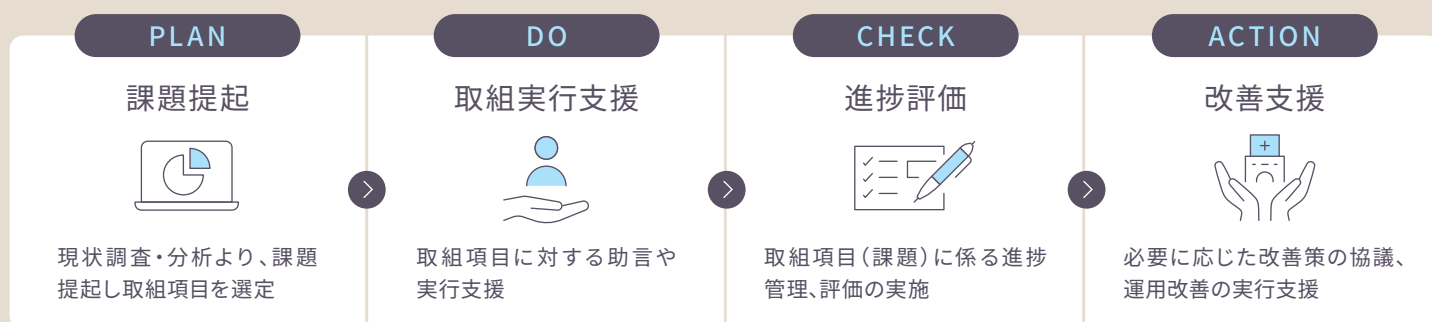 PLAN
課題提起
現状調査・分析より、課題
提起し取組項目を選定
DO
取組実行支援
取組項目に対する助言や
実行支援
CHECK
進捗評価
取組項目（課題）に係る進捗
管理、評価の実施
ACTION
改善支援
必要に応じた改善策の協議、
運用改善の実行支援